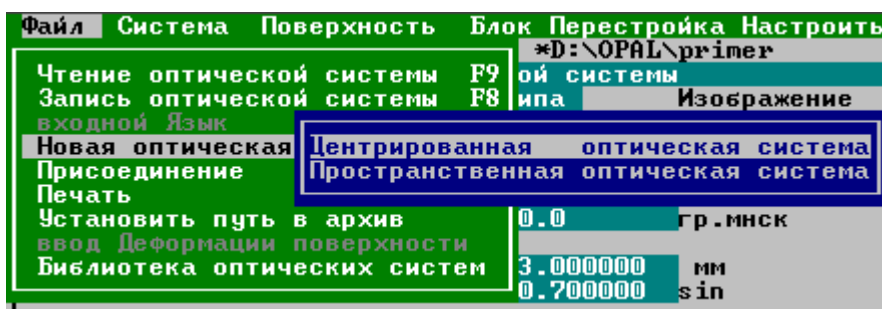 Файл Система Поверхность Блок Перестройка Настроить
*D:\OPAL\primer
Чтение оптической системы F9 ой системы
Запись оптической системы F8 ипа Изображение
входной Язык
Новая оптическая Центрированная оптическая система
Присоединение Пространственная оптическая система
Печать
Установить путь в архив 0.0 гр.мнск
ввод Деформации поверхности
Библиотека оптических систем 3.000000 мм
0.700000 sin